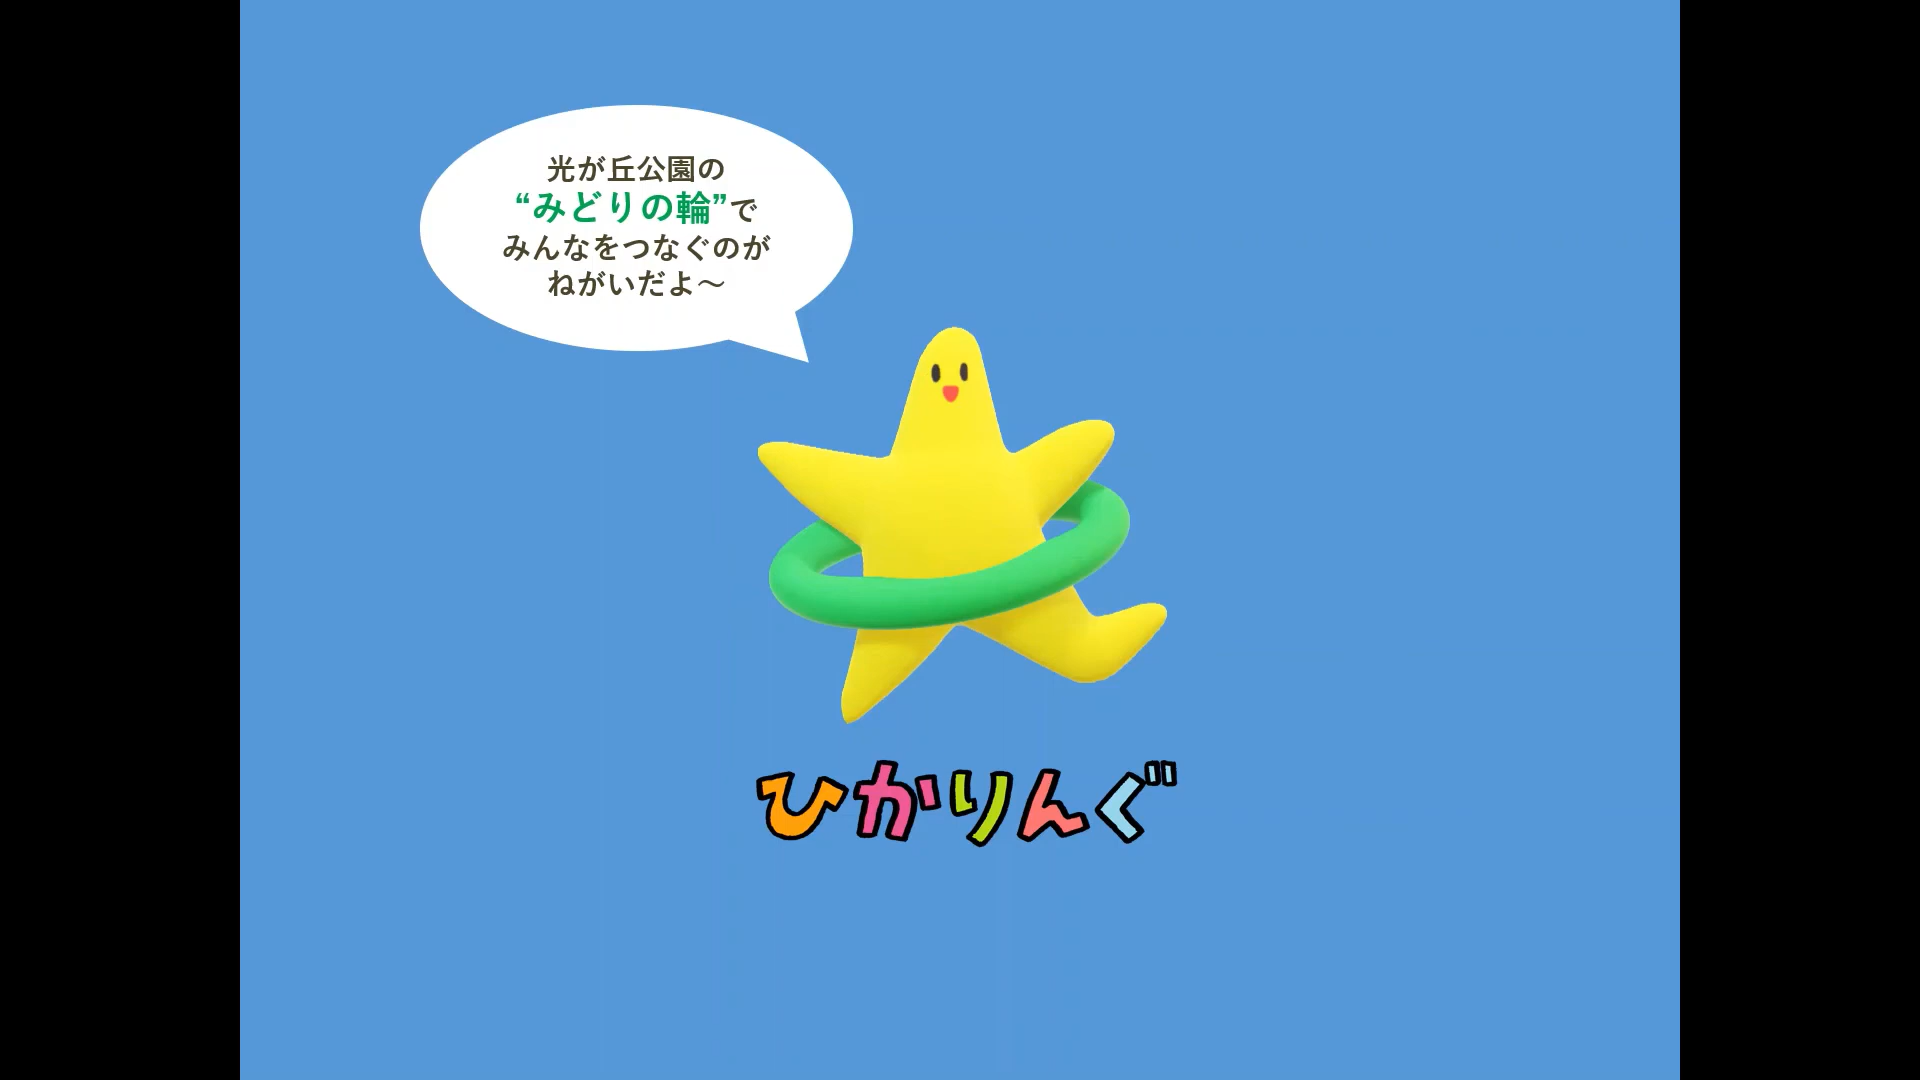 光が丘公園の
“みどりの輪”で
みんなをつなぐのが
ねがいだよ〜
ひかりんぐ